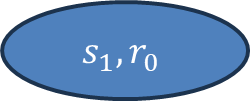 s₁, r₀